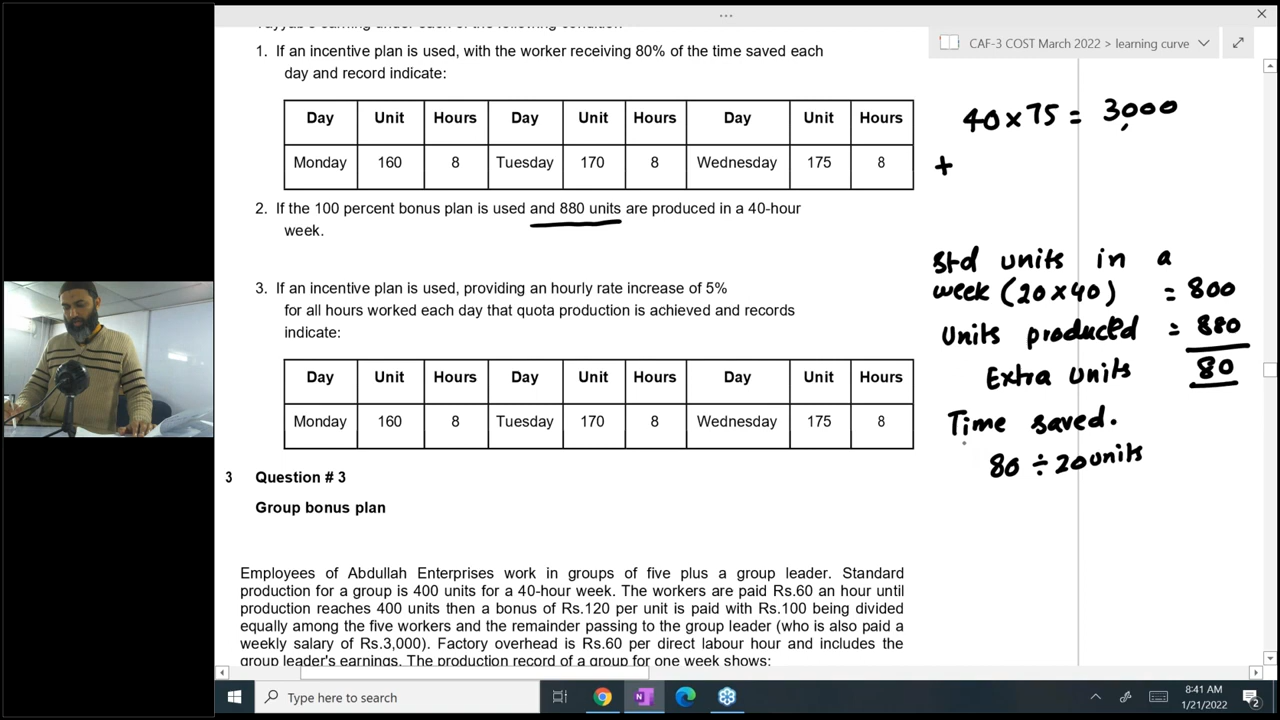 CAF-3 COST March 2022 > learning curve
1. If an incentive plan is used, with the worker receiving 80% of the time saved each
day and record indicate:
Day Unit Hours Day Unit Hours Day Unit Hours
Monday 160 8 Tuesday 170 8 Wednesday 175 8
2. If the 100 percent bonus plan is used and 880 units are produced in a 40-hour
week.
3. If an incentive plan is used, providing an hourly rate increase of 5%
for all hours worked each day that quota production is achieved and records
indicate:
Day Unit Hours Day Unit Hours Day Unit Hours
Monday 160 8 Tuesday 170 8 Wednesday 175 8
3 Question # 3
Group bonus plan
Employees of Abdullah Enterprises work in groups of five plus a group leader. Standard
production for a group is 400 units for a 40-hour week. The workers are paid Rs.60 an hour until
production reaches 400 units then a bonus of Rs.120 per unit is paid with Rs.100 being divided
equally among the five workers and the remainder passing to the group leader (who is also paid a
weekly salary of Rs.3,000). Factory overhead is Rs.60 per direct labour hour and includes the
group leader's earnings. The production record of a group for one week shows:
40 x 75 = 3,000
+
Std units in a
week (20 x 40) = 800
Units produced = 880
Extra units 80
Time saved.
80 ÷ 20 units
Type here to search
8:41 AM
1/21/2022
2